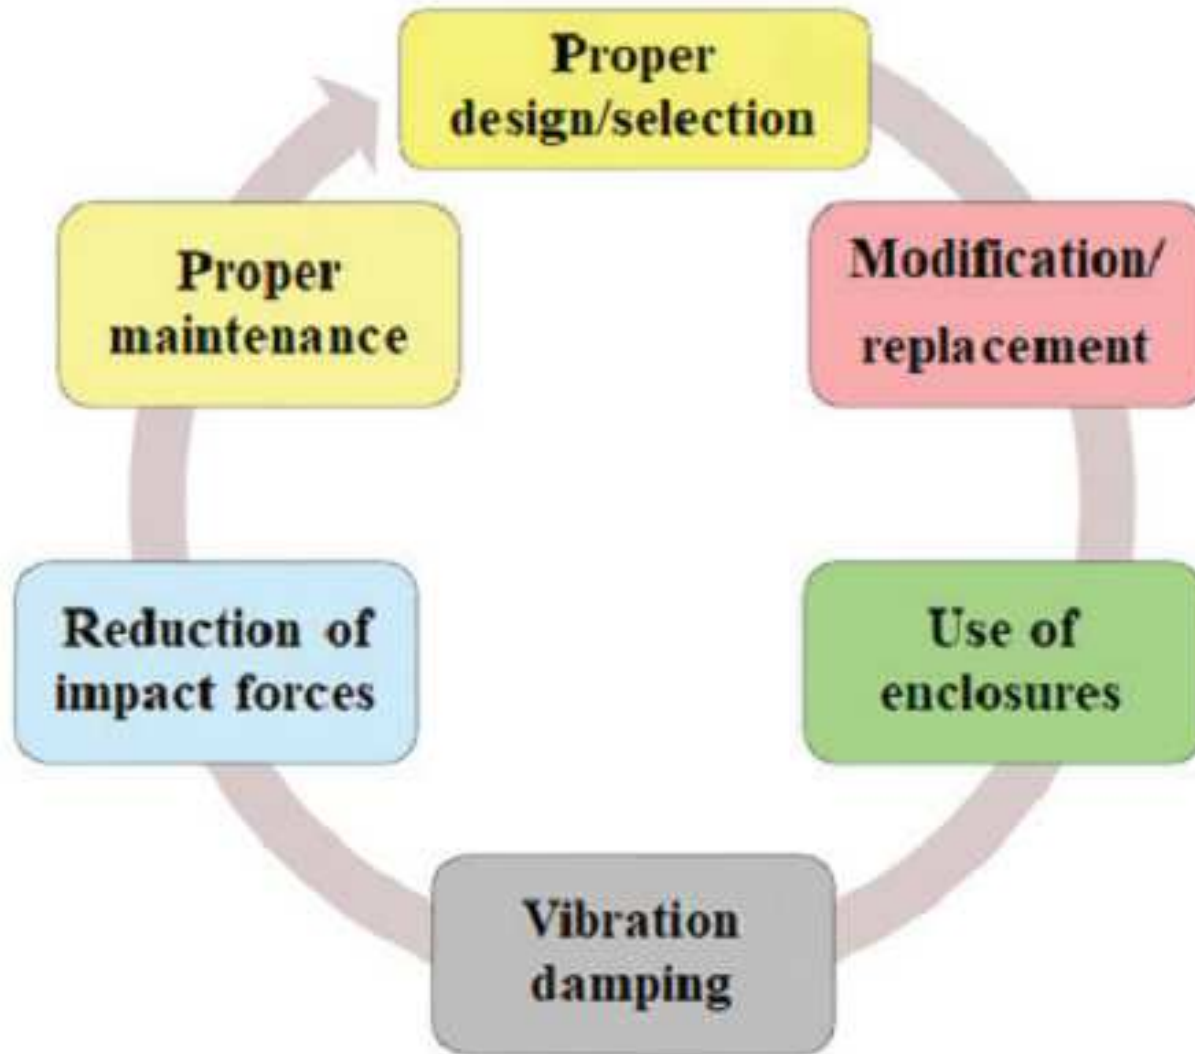 Proper
design/selection
Modification/
replacement
Use of
enclosures
Vibration
damping
Reduction of
impact forces
Proper
maintenance